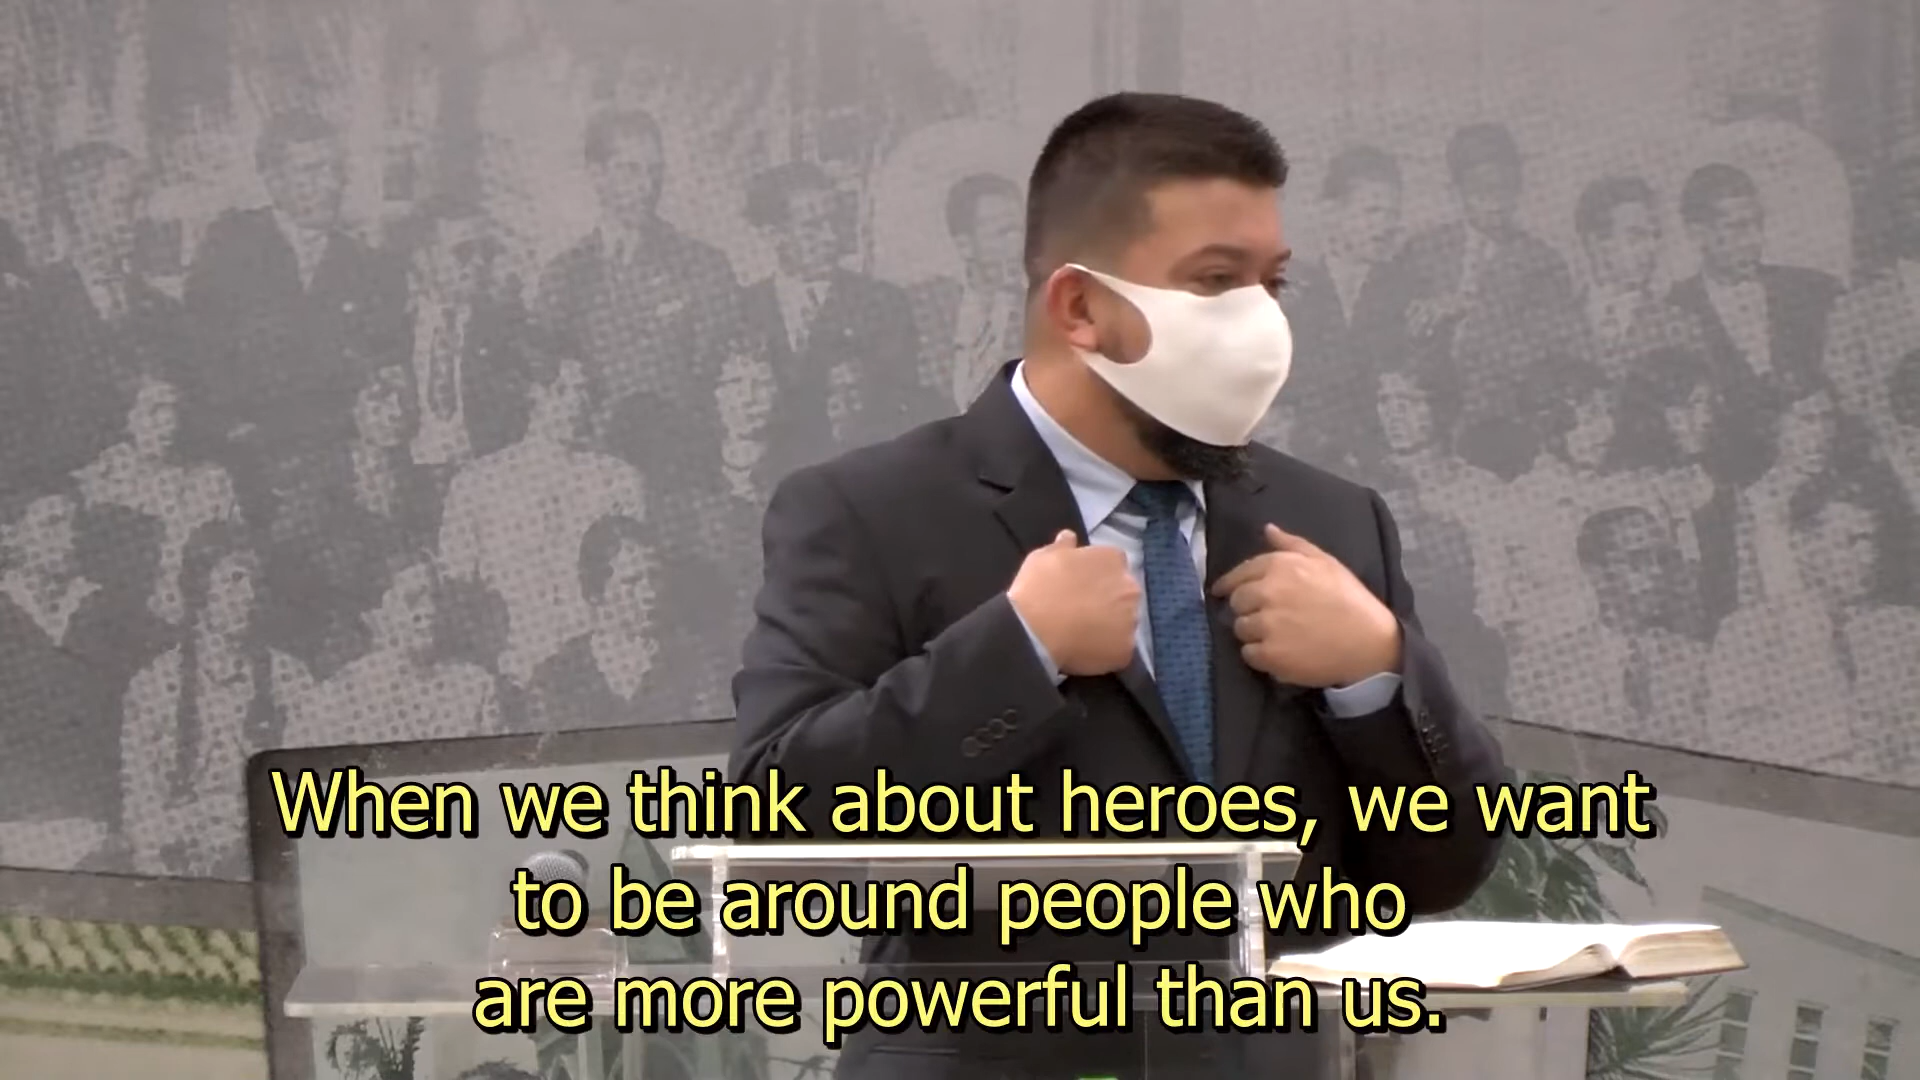 When we think about heroes, we want
to be around people who
are more powerful than us.